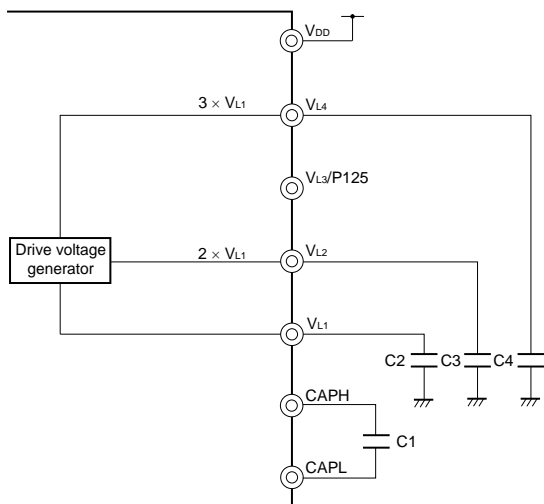 VDD
3 × VL1
VL4
VL3/P125
Drive voltage
generator
2 × VL1
VL2
VL1
C2
C3
C4
CAPH
C1
CAPL